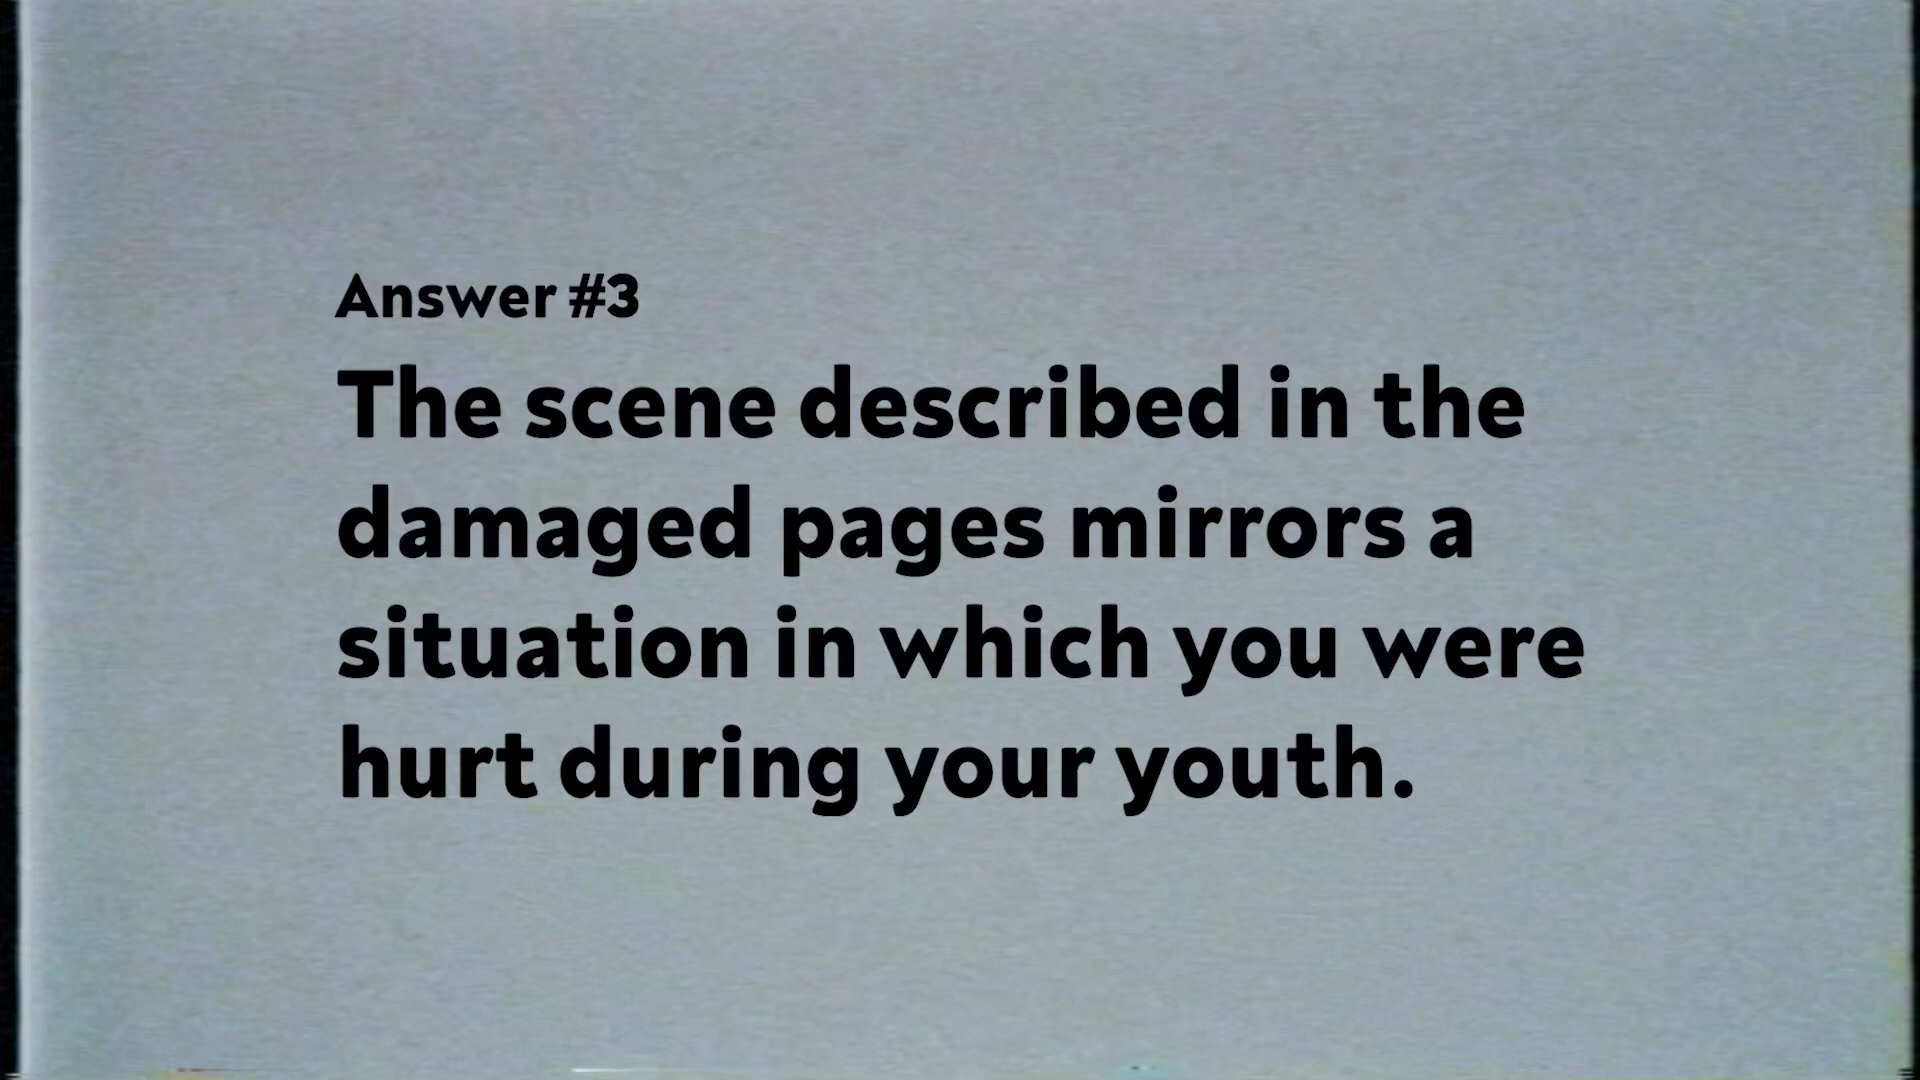 Answer #3
The scene described in the
damaged pages mirrors a
situation in which you were
hurt during your youth.